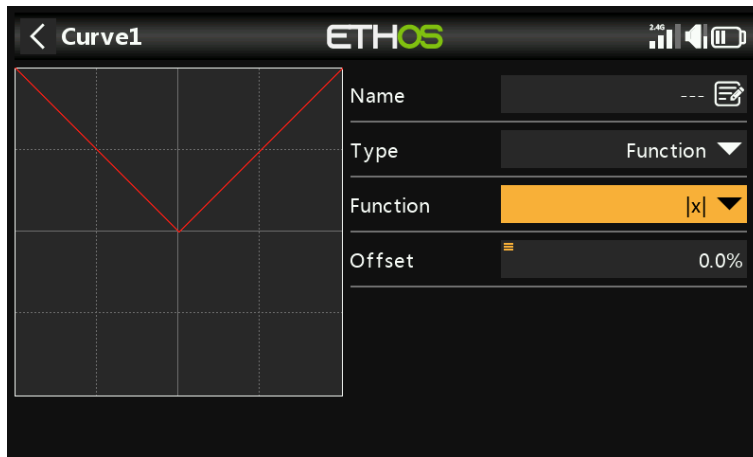 Curve1
ETHOS
2.4G
Name ---
Type Function
Function |x|
Offset 0.0%